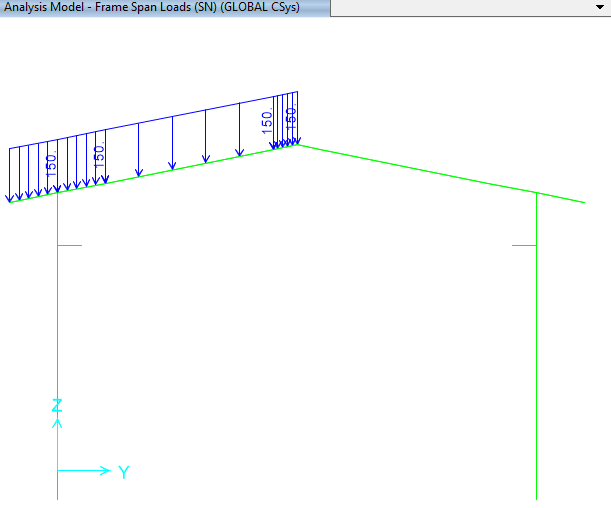 Analysis Model - Frame Span Loads (SN) (GLOBAL CSys)
150.
150.
150.
150.
Z
Y